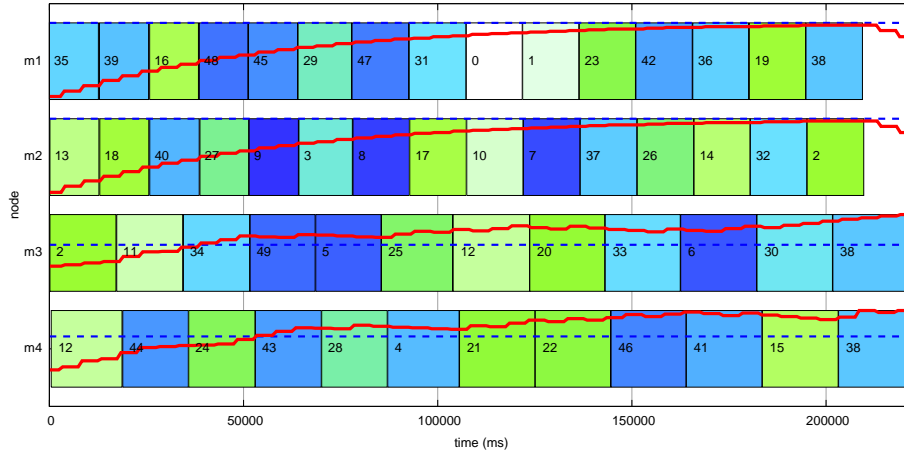 m1 35 39 16 48 45 29 47 31 0 1 23 42 36 19 38
m2 13 18 40 27 9 3 8 17 10 7 37 26 14 32 2
node
m3 2 11 34 49 5 25 12 20 33 6 30 38
m4 12 44 24 43 28 4 21 22 46 41 15 38
0 50000 100000 150000 200000
time (ms)